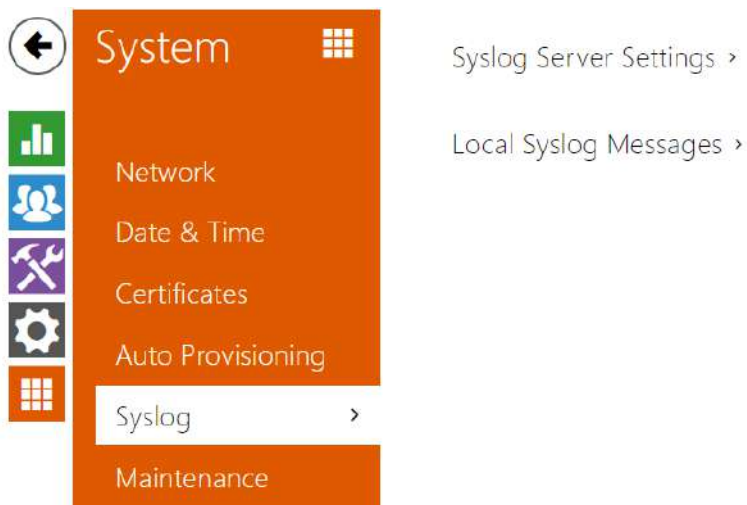 System
Network
Date & Time
Certificates
Auto Provisioning
Syslog ›
Maintenance
Syslog Server Settings ›
Local Syslog Messages ›